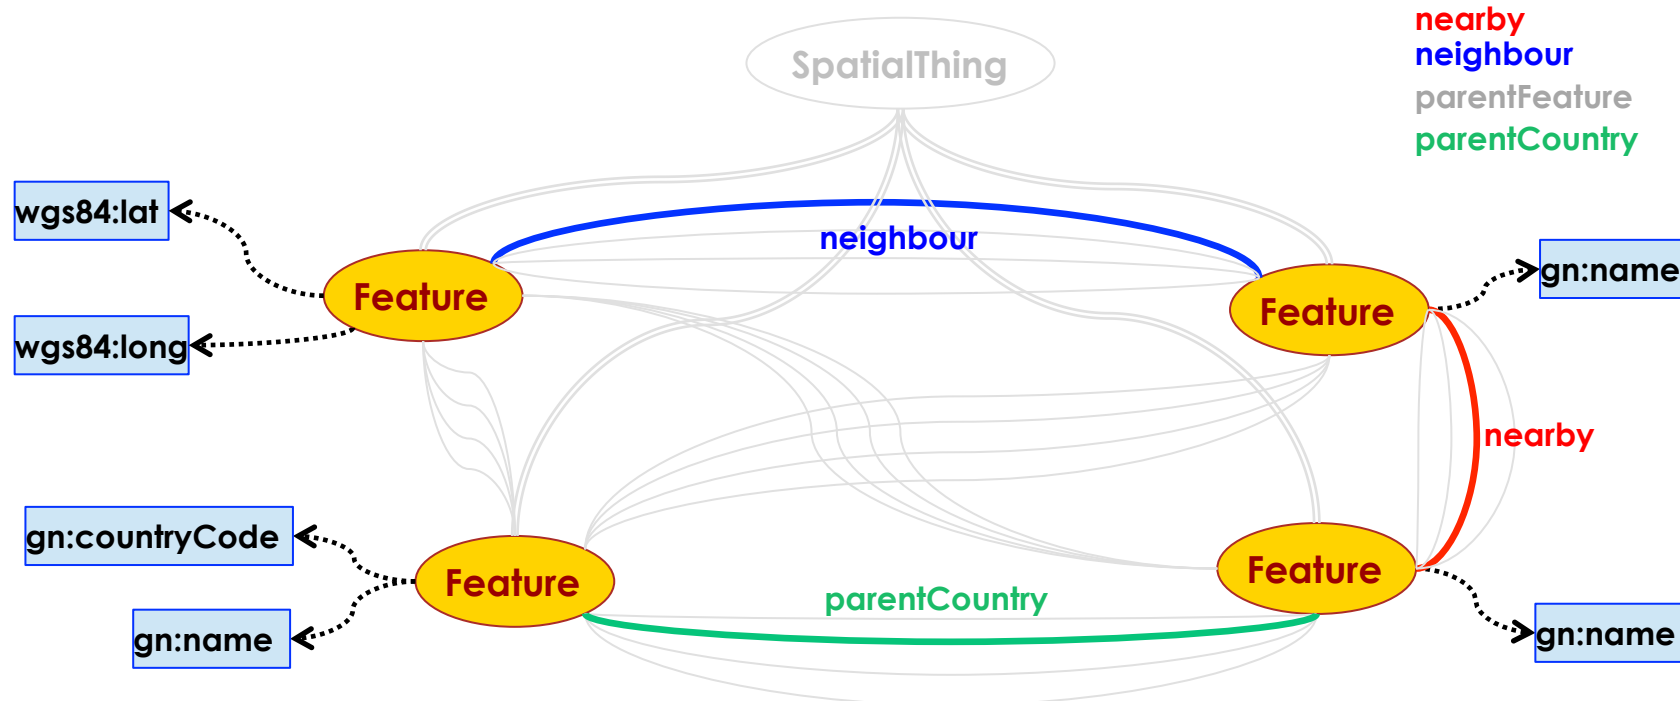 nearby
neighbour
parentFeature
parentCountry
SpatialThing
wgs84:lat
neighbour
gn:name
Feature
Feature
wgs84:long
nearby
gn:countryCode
Feature
Feature
parentCountry
gn:name
gn:name